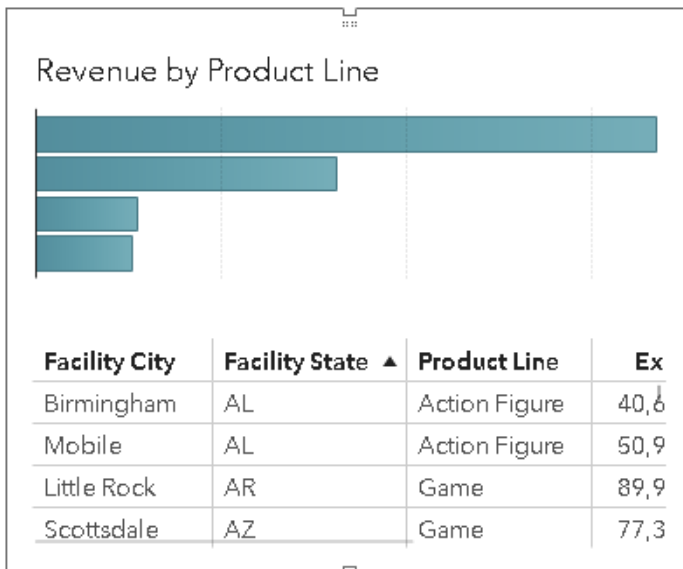 Revenue by Product Line
Facility City Facility State ▲ Product Line Ex
Birmingham AL Action Figure 40,6
Mobile AL Action Figure 50,9
Little Rock AR Game 89,9
Scottsdale AZ Game 77,3